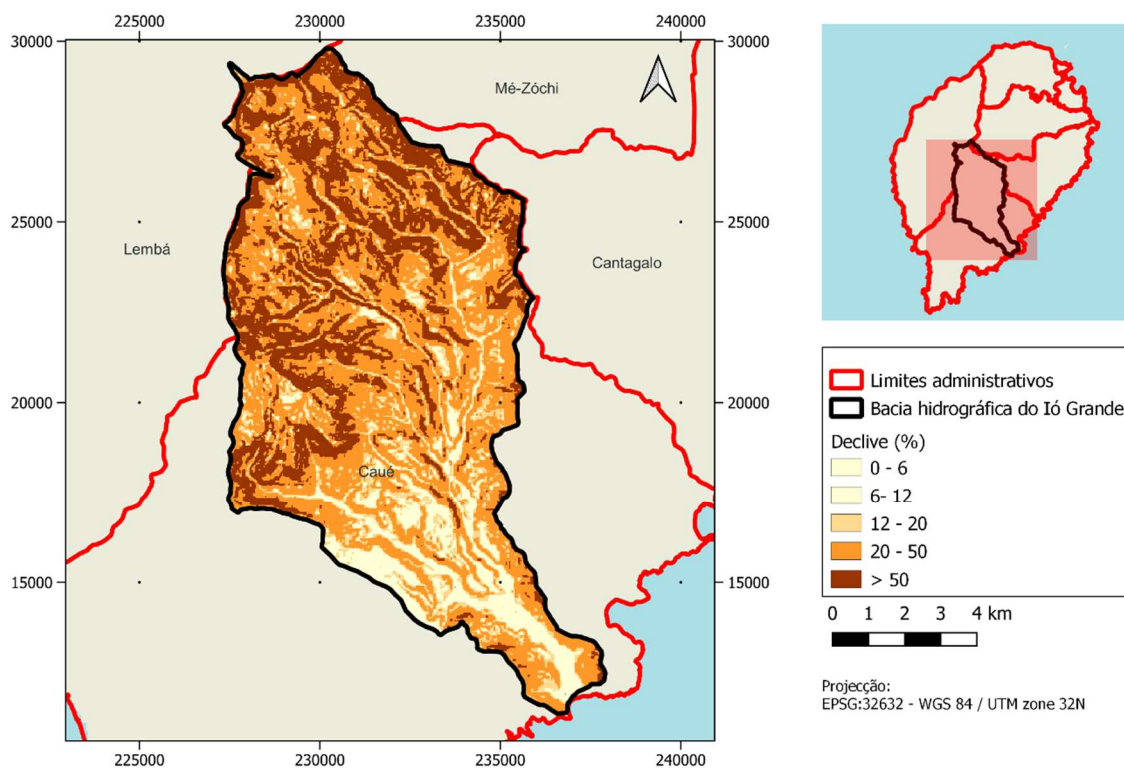 225000 230000 235000 240000
30000 30000
Mé-Zóchi
25000 25000
Lembá
Cantagalo
20000 20000
Caué
15000 15000
225000 230000 235000 240000
Limites administrativos
Bacia hidrográfica do Ió Grande
Declive (%)
0 - 6
6- 12
12 - 20
20 - 50
> 50
0 1 2 3 4 km
Projecção:
EPSG:32632 - WGS 84 / UTM zone 32N